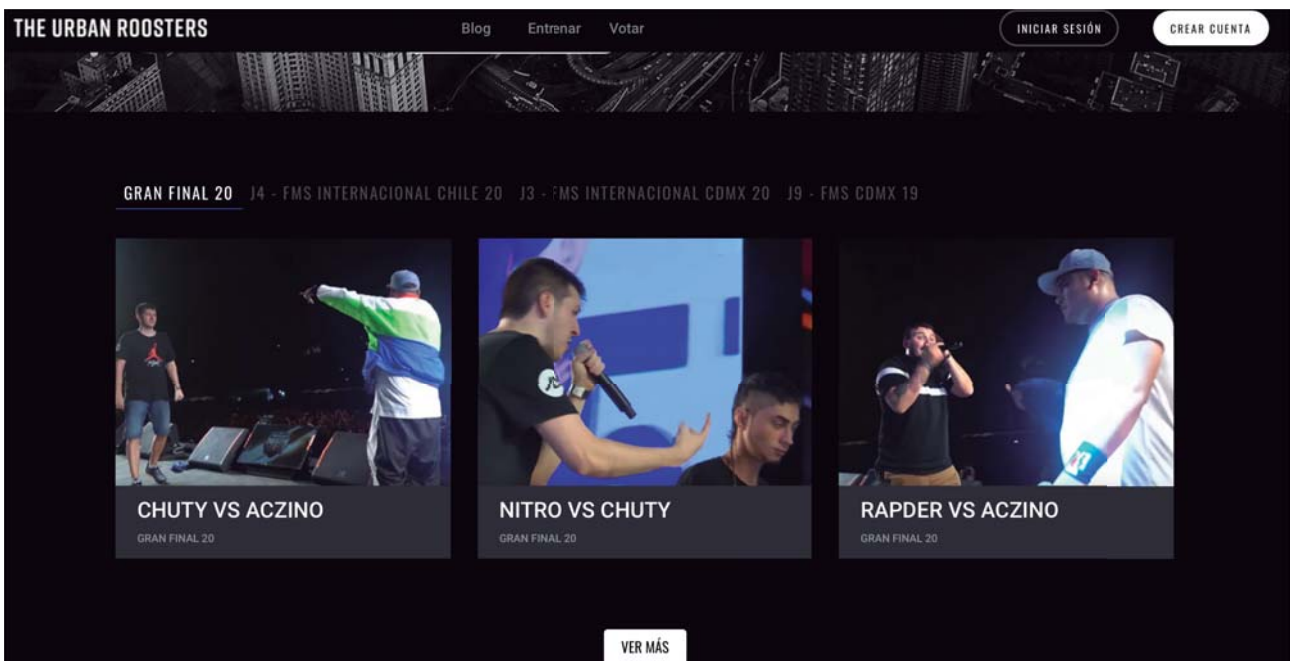 THE URBAN ROOSTERS
Blog Entrenar Votar
INICIAR SESIÓN
CREAR CUENTA
GRAN FINAL 20 J4 - FMS INTERNACIONAL CHILE 20 J3 - FMS INTERNACIONAL CDMX 20 J9 - FMS CDMX 19
CHUTY VS ACZINO
GRAN FINAL 20
NITRO VS CHUTY
GRAN FINAL 20
RAPDER VS ACZINO
GRAN FINAL 20
VER MÁS